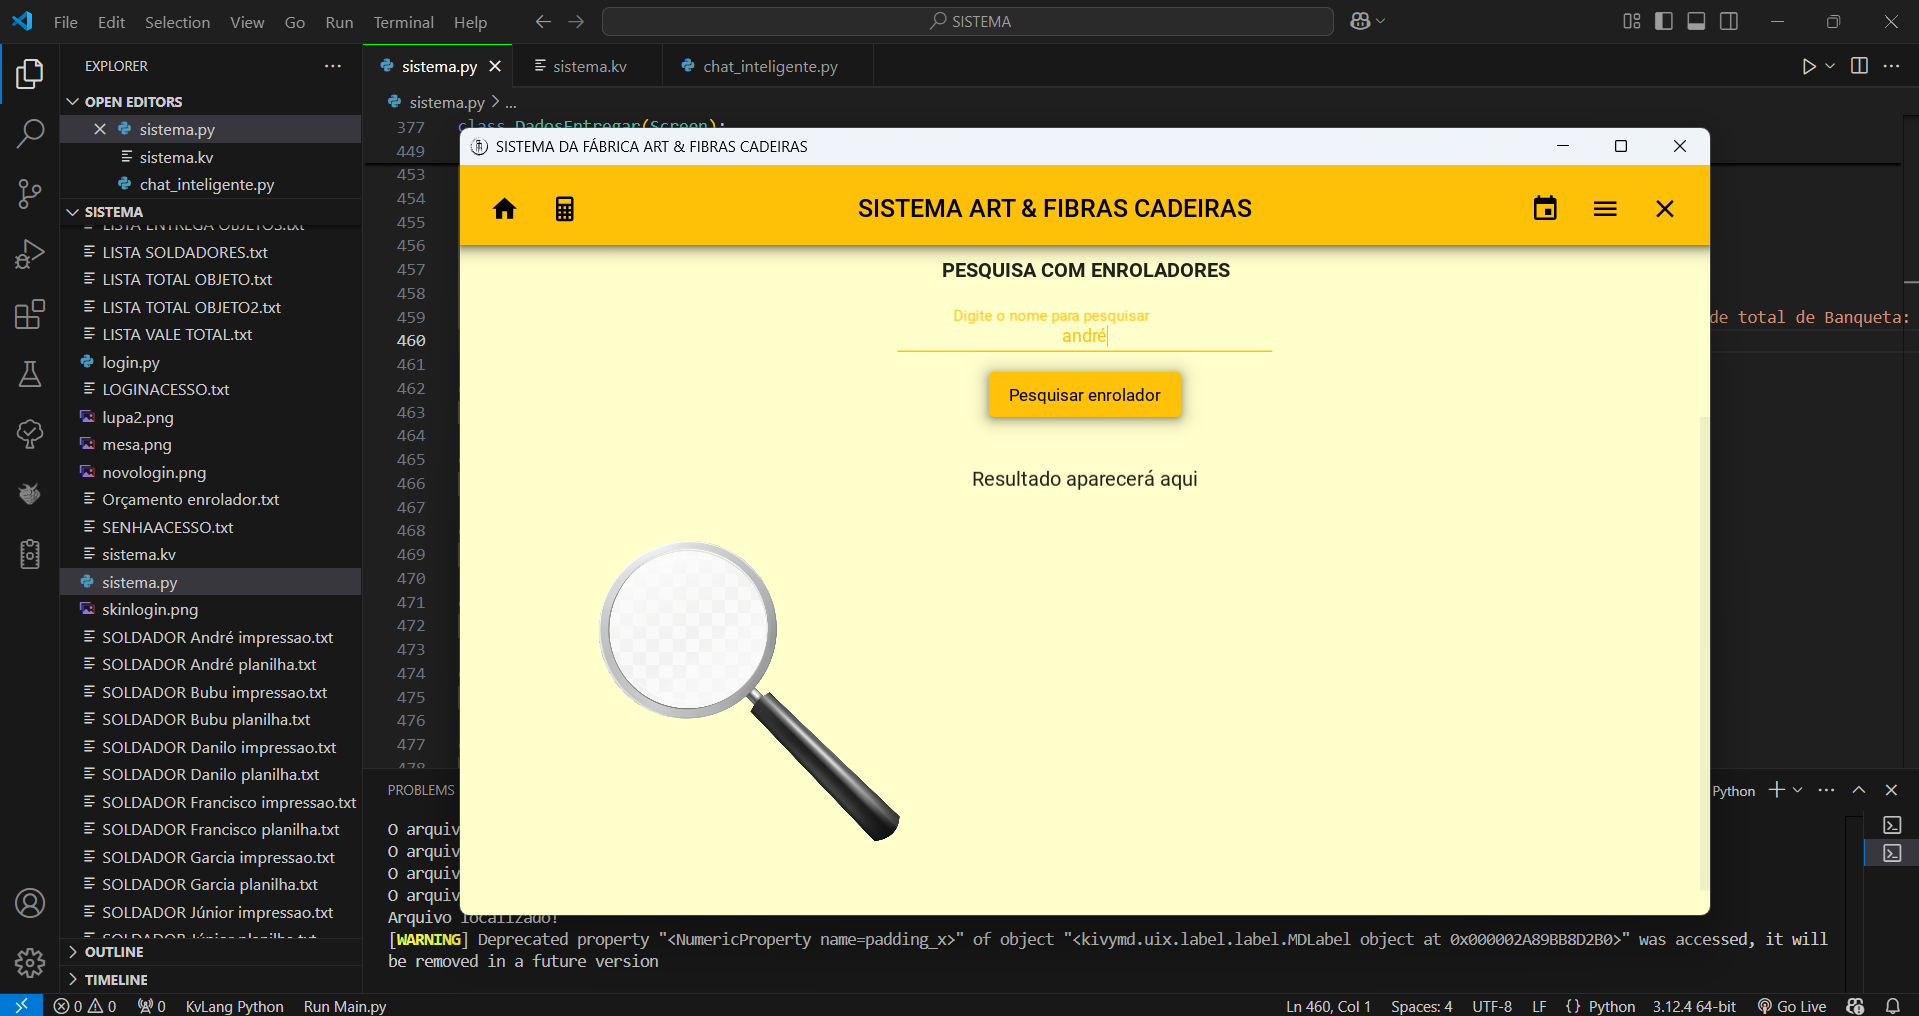 File Edit Selection View Go Run Terminal Help
SISTEMA
EXPLORER
sistema.py
sistema.kv
chat_inteligente.py
OPEN EDITORS
sistema.py
sistema.kv
chat_inteligente.py
SISTEMA
LISTA ENTREGA OBJETOS.txt
LISTA SOLDADORES.txt
LISTA TOTAL OBJETO.txt
LISTA TOTAL OBJETO2.txt
LISTA VALE TOTAL.txt
login.py
LOGINACESSO.txt
lupa2.png
mesa.png
novologin.png
Orçamento enrolador.txt
SENHAACESSO.txt
sistema.kv
sistema.py
skinlogin.png
SOLDADOR André impressao.txt
SOLDADOR André planilha.txt
SOLDADOR Bubu impressao.txt
SOLDADOR Bubu planilha.txt
SOLDADOR Danilo impressao.txt
SOLDADOR Danilo planilha.txt
SOLDADOR Francisco impressao.txt
SOLDADOR Francisco planilha.txt
SOLDADOR Garcia impressao.txt
SOLDADOR Garcia planilha.txt
SOLDADOR Júnior impressao.txt
OUTLINE
TIMELINE
sistema.py > ...
377 class DadosEntregar(Screen):
449
453
454
455
456
457
458
459
460
461
462
463
464
465
466
467
468
469
470
471
472
473
474
475
476
477
478
de total de Banqueta:
SISTEMA DA FÁBRICA ART & FIBRAS CADEIRAS
SISTEMA ART & FIBRAS CADEIRAS
PESQUISA COM ENROLADORES
Digite o nome para pesquisar
andré
Pesquisar enrolador
Resultado aparecerá aqui
PROBLEMS
Python
O arquiv
O arquiv
O arquiv
O arquiv
Arquivo localizado!
[WARNING] Deprecated property "<NumericProperty name=padding_x>" of object "<kivymd.uix.label.label.MDLabel object at 0x000002A89BB8D2B0>" was accessed, it will
be removed in a future version
0 0 0 KvLang Python Run Main.py
Ln 460, Col 1 Spaces: 4 UTF-8 LF {} Python 3.12.4 64-bit Go Live